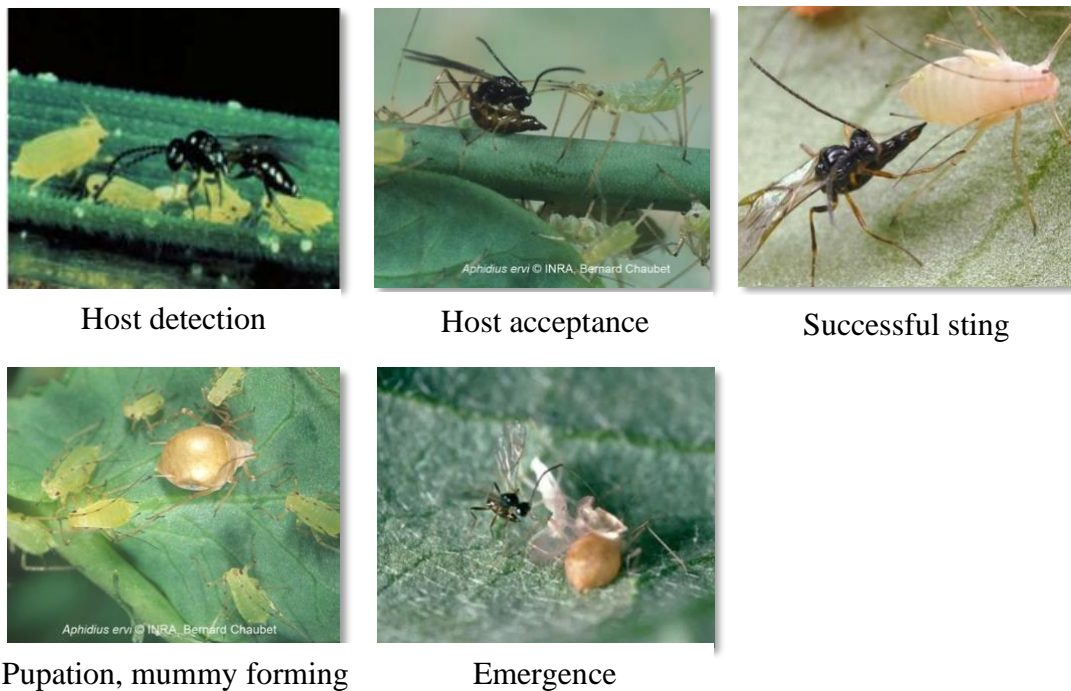 Aphidius ervi © INRA, Bernard Chaubet
Host detection
Host acceptance
Successful sting
Aphidius ervi © INRA, Bernard Chaubet
Pupation, mummy forming
Emergence